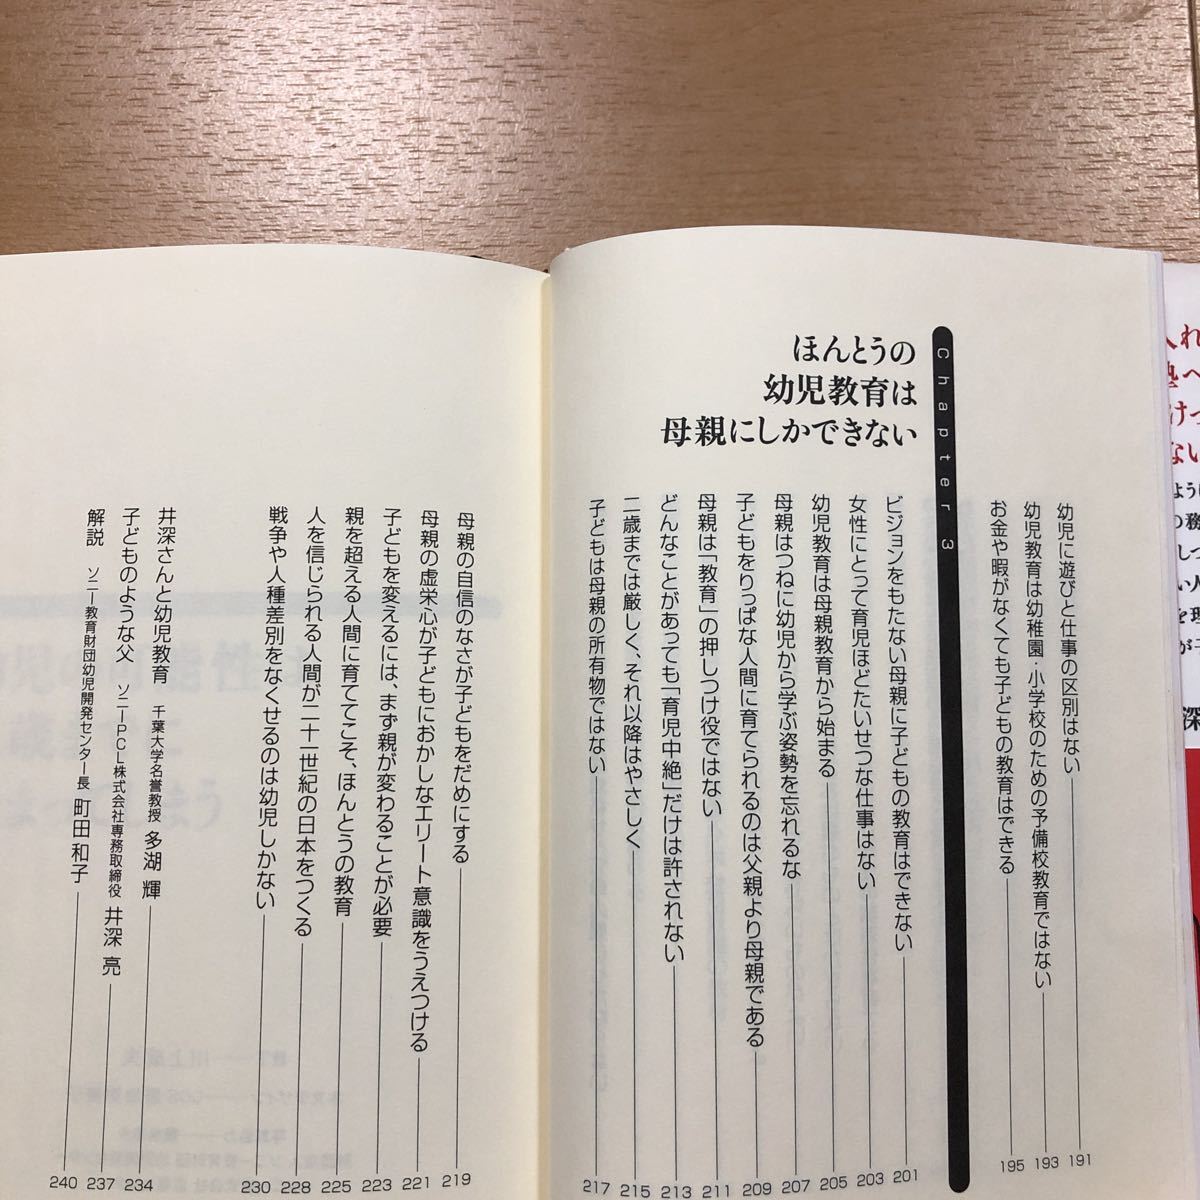 幼児に遊びと仕事の区別はない 191
幼児教育は幼稚園・小学校のための予備校教育ではない 193
お金や暇がなくても子どもの教育はできる 195
Chapter 3
ほんとうの
幼児教育は
母親にしかできない
ビジョンをもたない母親に子どもの教育はできない 201
女性にとって育児ほどたいせつな仕事はない 203
幼児教育は母親教育から始まる 205
母親はつねに幼児から学ぶ姿勢を忘れるな 207
子どもをりっぱな人間に育てられるのは父親より母親である 209
母親は「教育」の押しつけ役ではない 211
どんなことがあっても「育児中絶」だけは許されない 213
二歳までは厳しく、それ以降はやさしく 215
子どもは母親の所有物ではない 217
母親の自信のなさが子どもをだめにする 219
母親の虚栄心が子どもにおかしなエリート意識をうえつける 221
子どもを変えるには、まず親が変わることが必要 223
親を超える人間に育ててこそ、ほんとうの教育 225
人を信じられる人間が二十一世紀の日本をつくる 228
戦争や人種差別をなくせるのは幼児しかない 230
井深さんと幼児教育 千葉大学名誉教授 多湖 輝 234
子どものような父 ソニーPCL株式会社専務取締役 井深 亮 237
解説 ソニー教育財団幼児開発センター長 町田和子 240